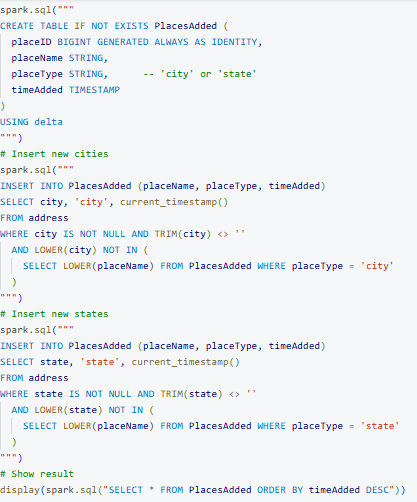 spark.sql("""
CREATE TABLE IF NOT EXISTS PlacesAdded (
  placeID BIGINT GENERATED ALWAYS AS IDENTITY,
  placeName STRING,
  placeType STRING,      -- 'city' or 'state'
  timeAdded TIMESTAMP
)
USING delta
""")
# Insert new cities
spark.sql("""
INSERT INTO PlacesAdded (placeName, placeType, timeAdded)
SELECT city, 'city', current_timestamp()
FROM address
WHERE city IS NOT NULL AND TRIM(city) <> ''
  AND LOWER(city) NOT IN (
    SELECT LOWER(placeName) FROM PlacesAdded WHERE placeType = 'city'
  )
""")
# Insert new states
spark.sql("""
INSERT INTO PlacesAdded (placeName, placeType, timeAdded)
SELECT state, 'state', current_timestamp()
FROM address
WHERE state IS NOT NULL AND TRIM(state) <> ''
  AND LOWER(state) NOT IN (
    SELECT LOWER(placeName) FROM PlacesAdded WHERE placeType = 'state'
  )
""")
# Show result
display(spark.sql("SELECT * FROM PlacesAdded ORDER BY timeAdded DESC"))